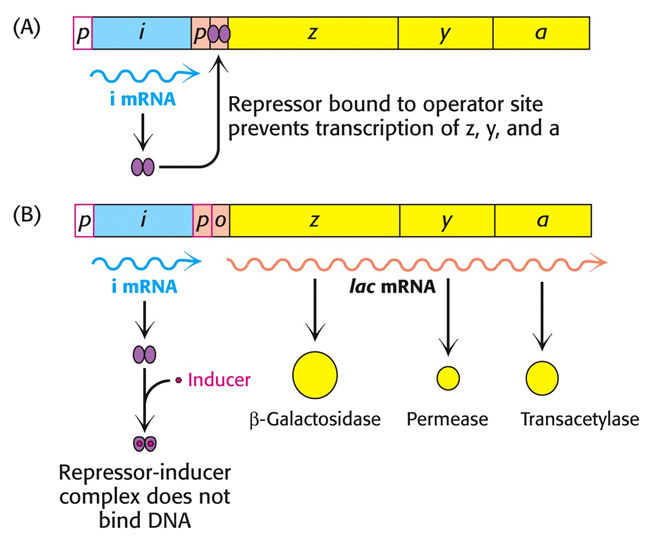 (A)
p i p z y a
i mRNA
Repressor bound to operator site
prevents transcription of z, y, and a
(B)
p i p o z y a
i mRNA
lac mRNA
Inducer
β-Galactosidase Permease Transacetylase
Repressor-inducer
complex does not
bind DNA